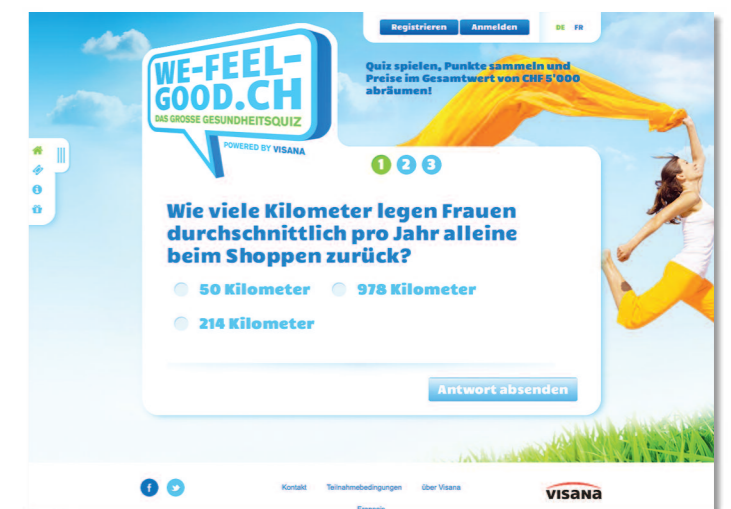 Registrieren Anmelden DE FR
WE-FEEL-
GOOD.CH
DAS GROSSE GESUNDHEITSQUIZ
POWERED BY VISANA
Quiz spielen, Punkte sammeln und
Preise im Gesamtwert von CHF 5'000
abräumen!
1 2 3
Wie viele Kilometer legen Frauen
durchschnittlich pro Jahr alleine
beim Shoppen zurück?
50 Kilometer 978 Kilometer
214 Kilometer
Antwort absenden
Kontakt Teilnahmebedingungen über Visana
Français
visana